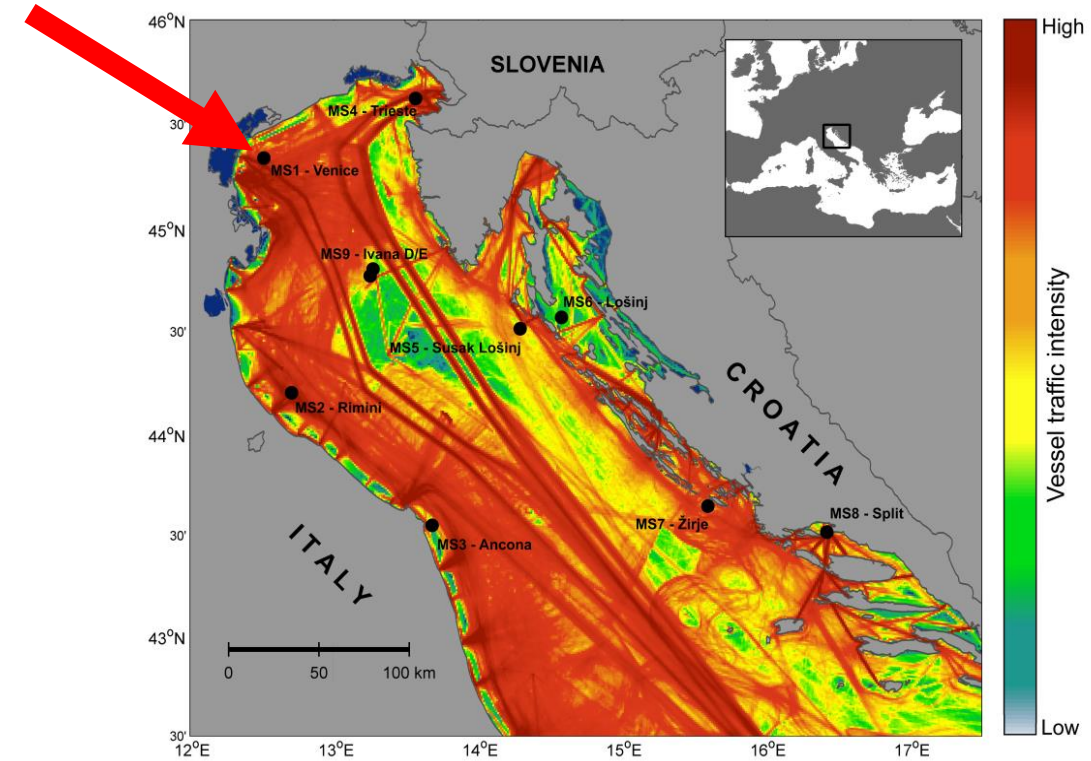 46°N
High
SLOVENIA
MS4 - Trieste
30'
MS1 - Venice
45°N
MS9 - Ivana D/E
MS6 - Lošinj
30'
MS5 - Susak Lošinj
CROATIA
MS2 - Rimini
44°N
Vessel traffic intensity
MS8 - Split
MS7 - Žirje
30'
MS3 - Ancona
ITALY
43°N
0 50 100 km
Low
30'
12°E 13°E 14°E 15°E 16°E 17°E